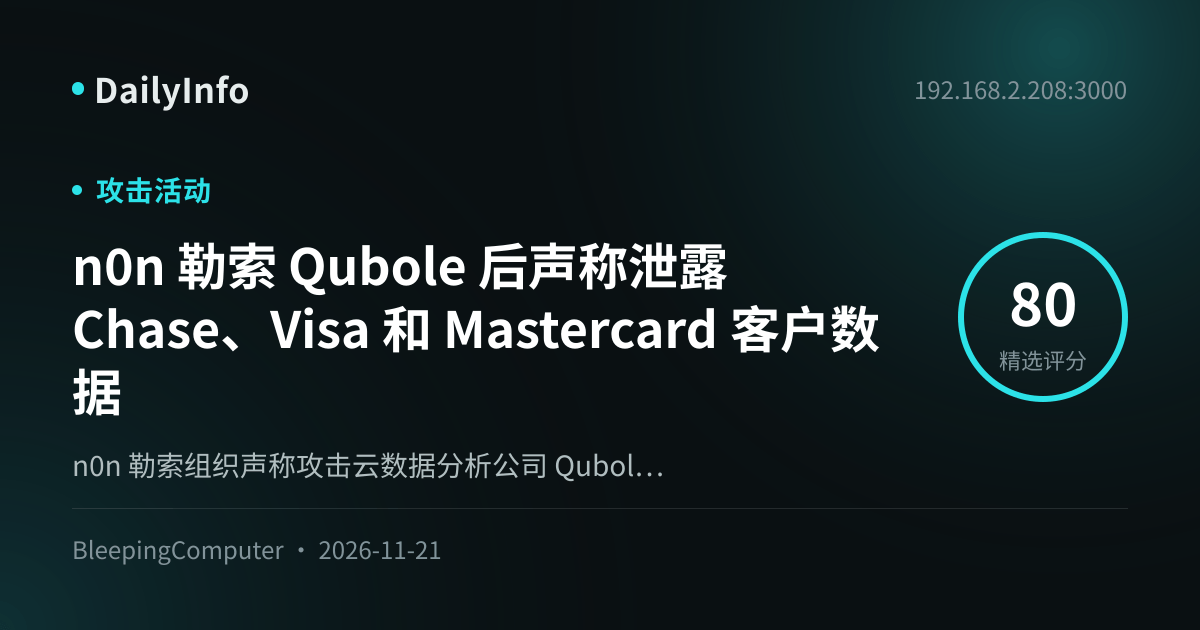 DailyInfo
192.168.2.208:3000
攻击活动
n0n 勒索 Qubole 后声称泄露
Chase、Visa 和 Mastercard 客户数
据
80
精选评分
n0n 勒索组织声称攻击云数据分析公司 Qubol…
BleepingComputer · 2026-11-21